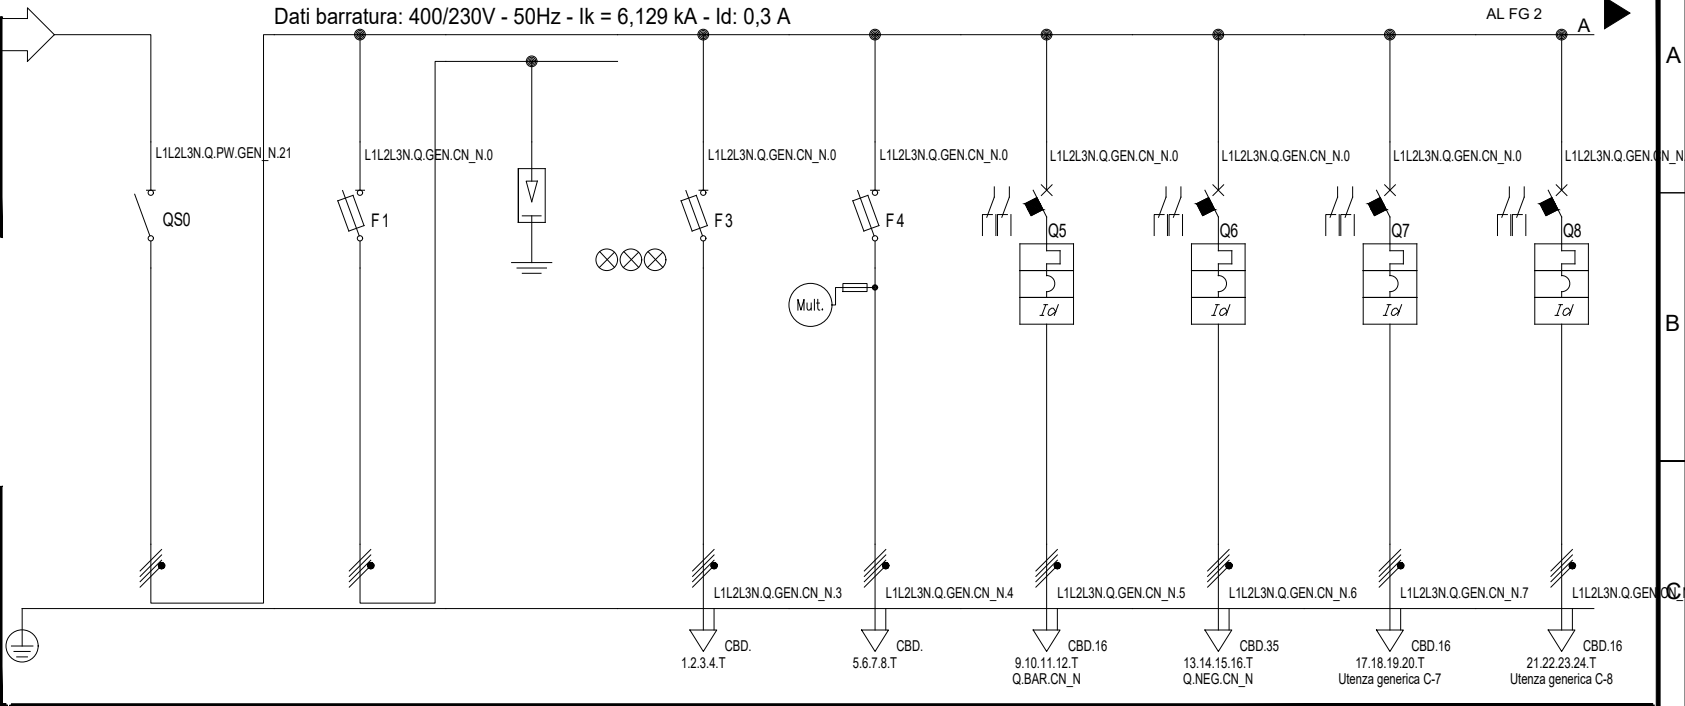 Dati barratura: 400/230V - 50Hz - Ik = 6,129 kA - Id: 0,3 A
AL FG 2
A
A
L1L2L3N.Q.PW.GEN_N.21
L1L2L3N.Q.GEN.CN_N.0
L1L2L3N.Q.GEN.CN_N.0
L1L2L3N.Q.GEN.CN_N.0
L1L2L3N.Q.GEN.CN_N.0
L1L2L3N.Q.GEN.CN_N.0
L1L2L3N.Q.GEN.CN_N.0
L1L2L3N.Q.GEN.CN_N
QS0
F1
F3
F4
Q5
Q6
Q7
Q8
Mult.
Id
Id
Id
Id
B
L1L2L3N.Q.GEN.CN_N.3
L1L2L3N.Q.GEN.CN_N.4
L1L2L3N.Q.GEN.CN_N.5
L1L2L3N.Q.GEN.CN_N.6
L1L2L3N.Q.GEN.CN_N.7
L1L2L3N.Q.GEN.CN_
C
CBD.
CBD.
CBD.16
CBD.35
CBD.16
CBD.16
1.2.3.4.T
5.6.7.8.T
9.10.11.12.T
13.14.15.16.T
17.18.19.20.T
21.22.23.24.T
Q.BAR.CN_N
Q.NEG.CN_N
Utenza generica C-7
Utenza generica C-8